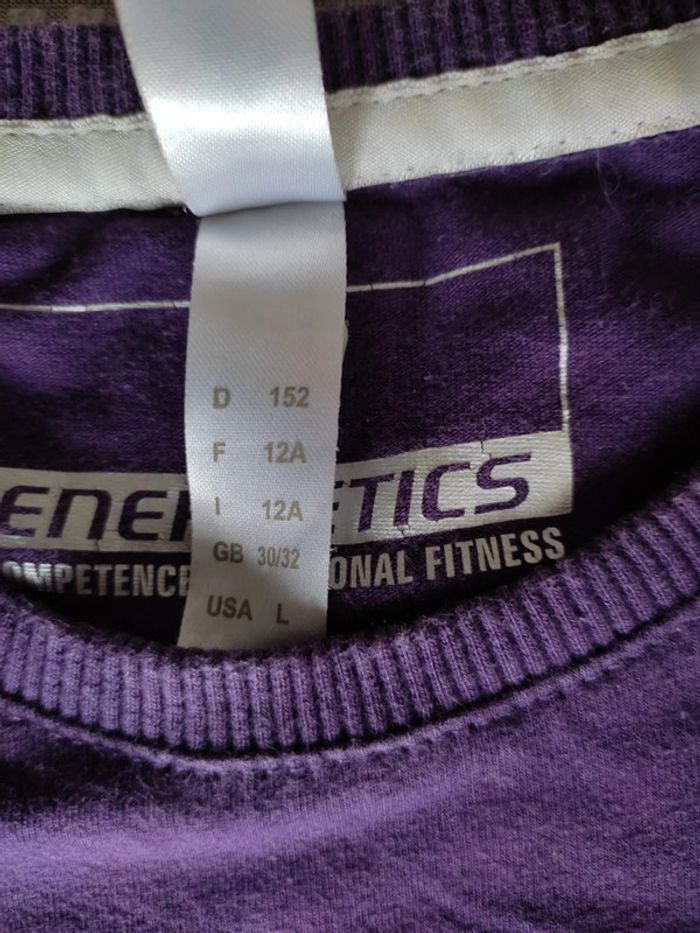 D 152
F 12A
I 12A
GB 30/32
USA L
ENER ETICS
OMPETENCE ONAL FITNESS